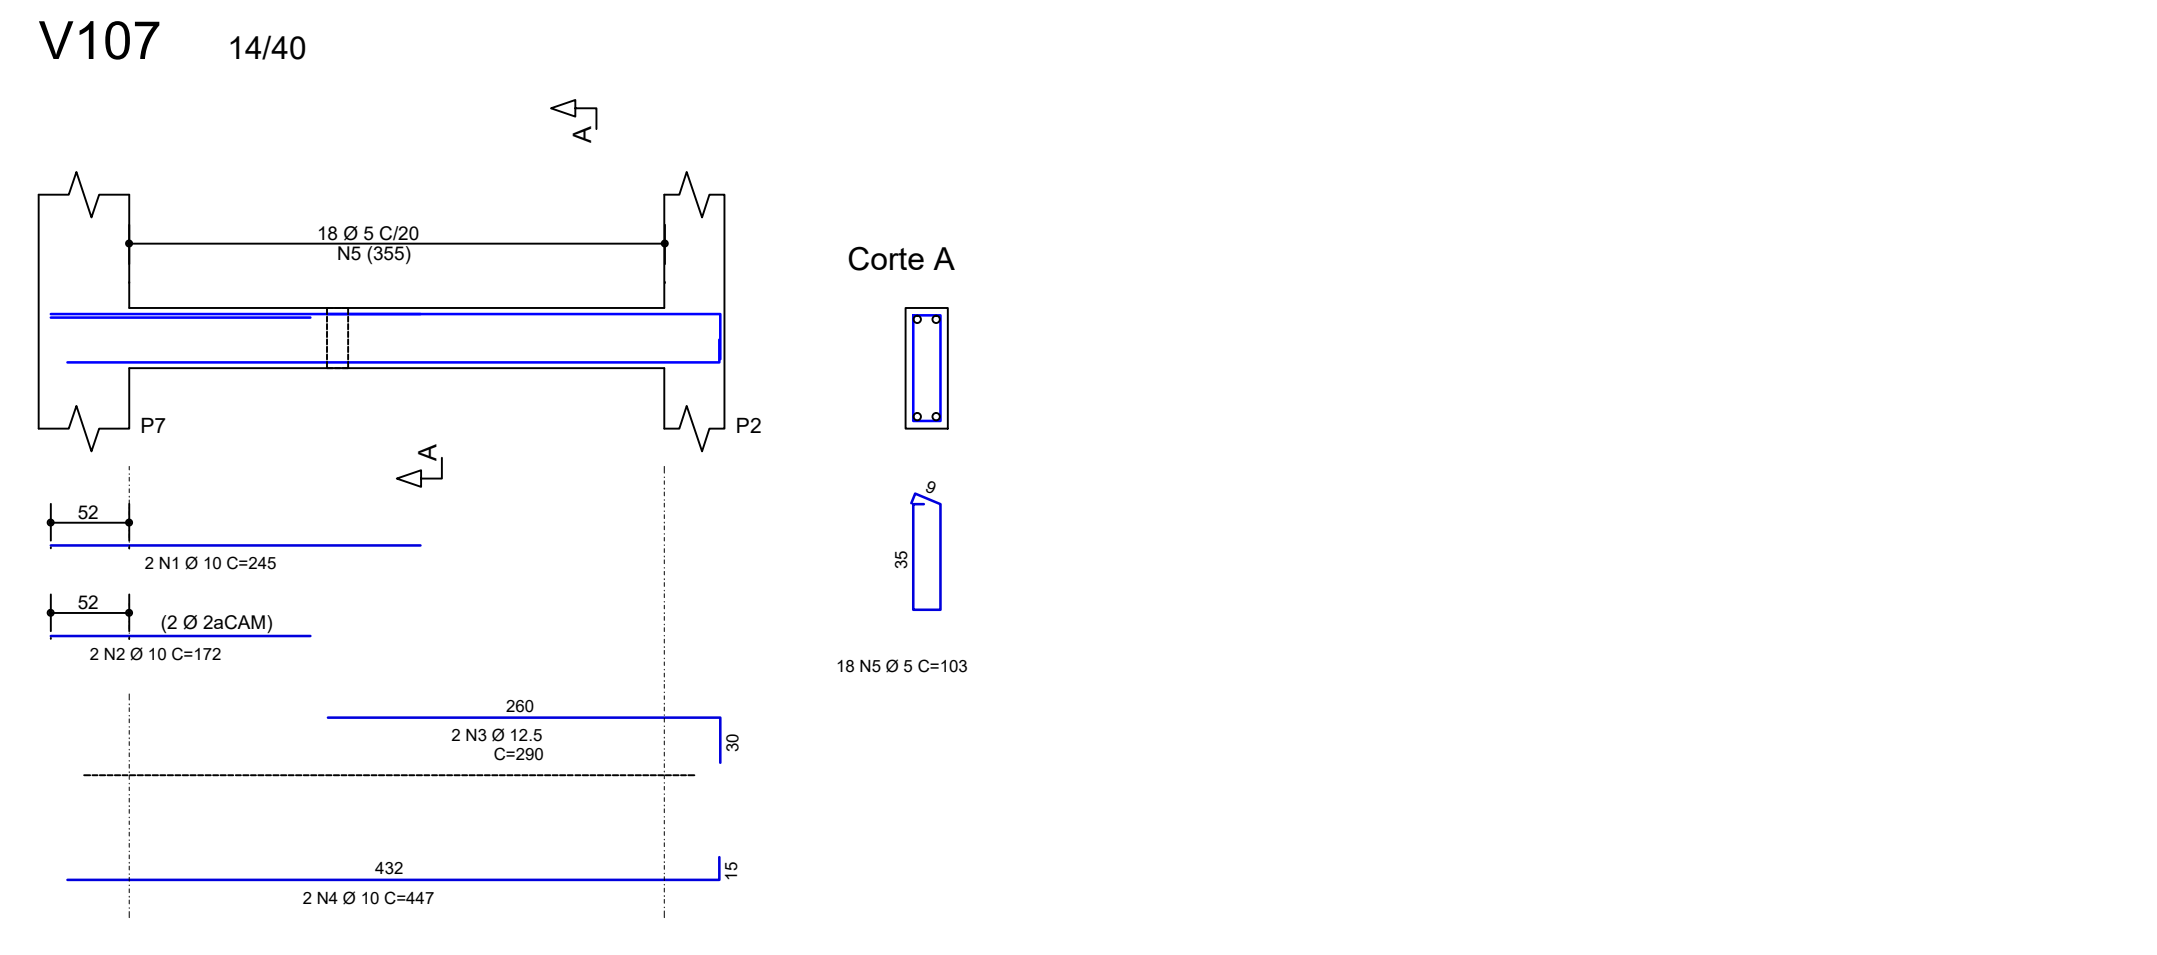 V107 14/40
A
18 Ø 5 C/20
N5 (355)
Corte A
P7
P2
A
52
2 N1 Ø 10 C=245
52
(2 Ø 2aCAM)
2 N2 Ø 10 C=172
9
35
18 N5 Ø 5 C=103
260
2 N3 Ø 12.5
C=290
30
432
15
2 N4 Ø 10 C=447